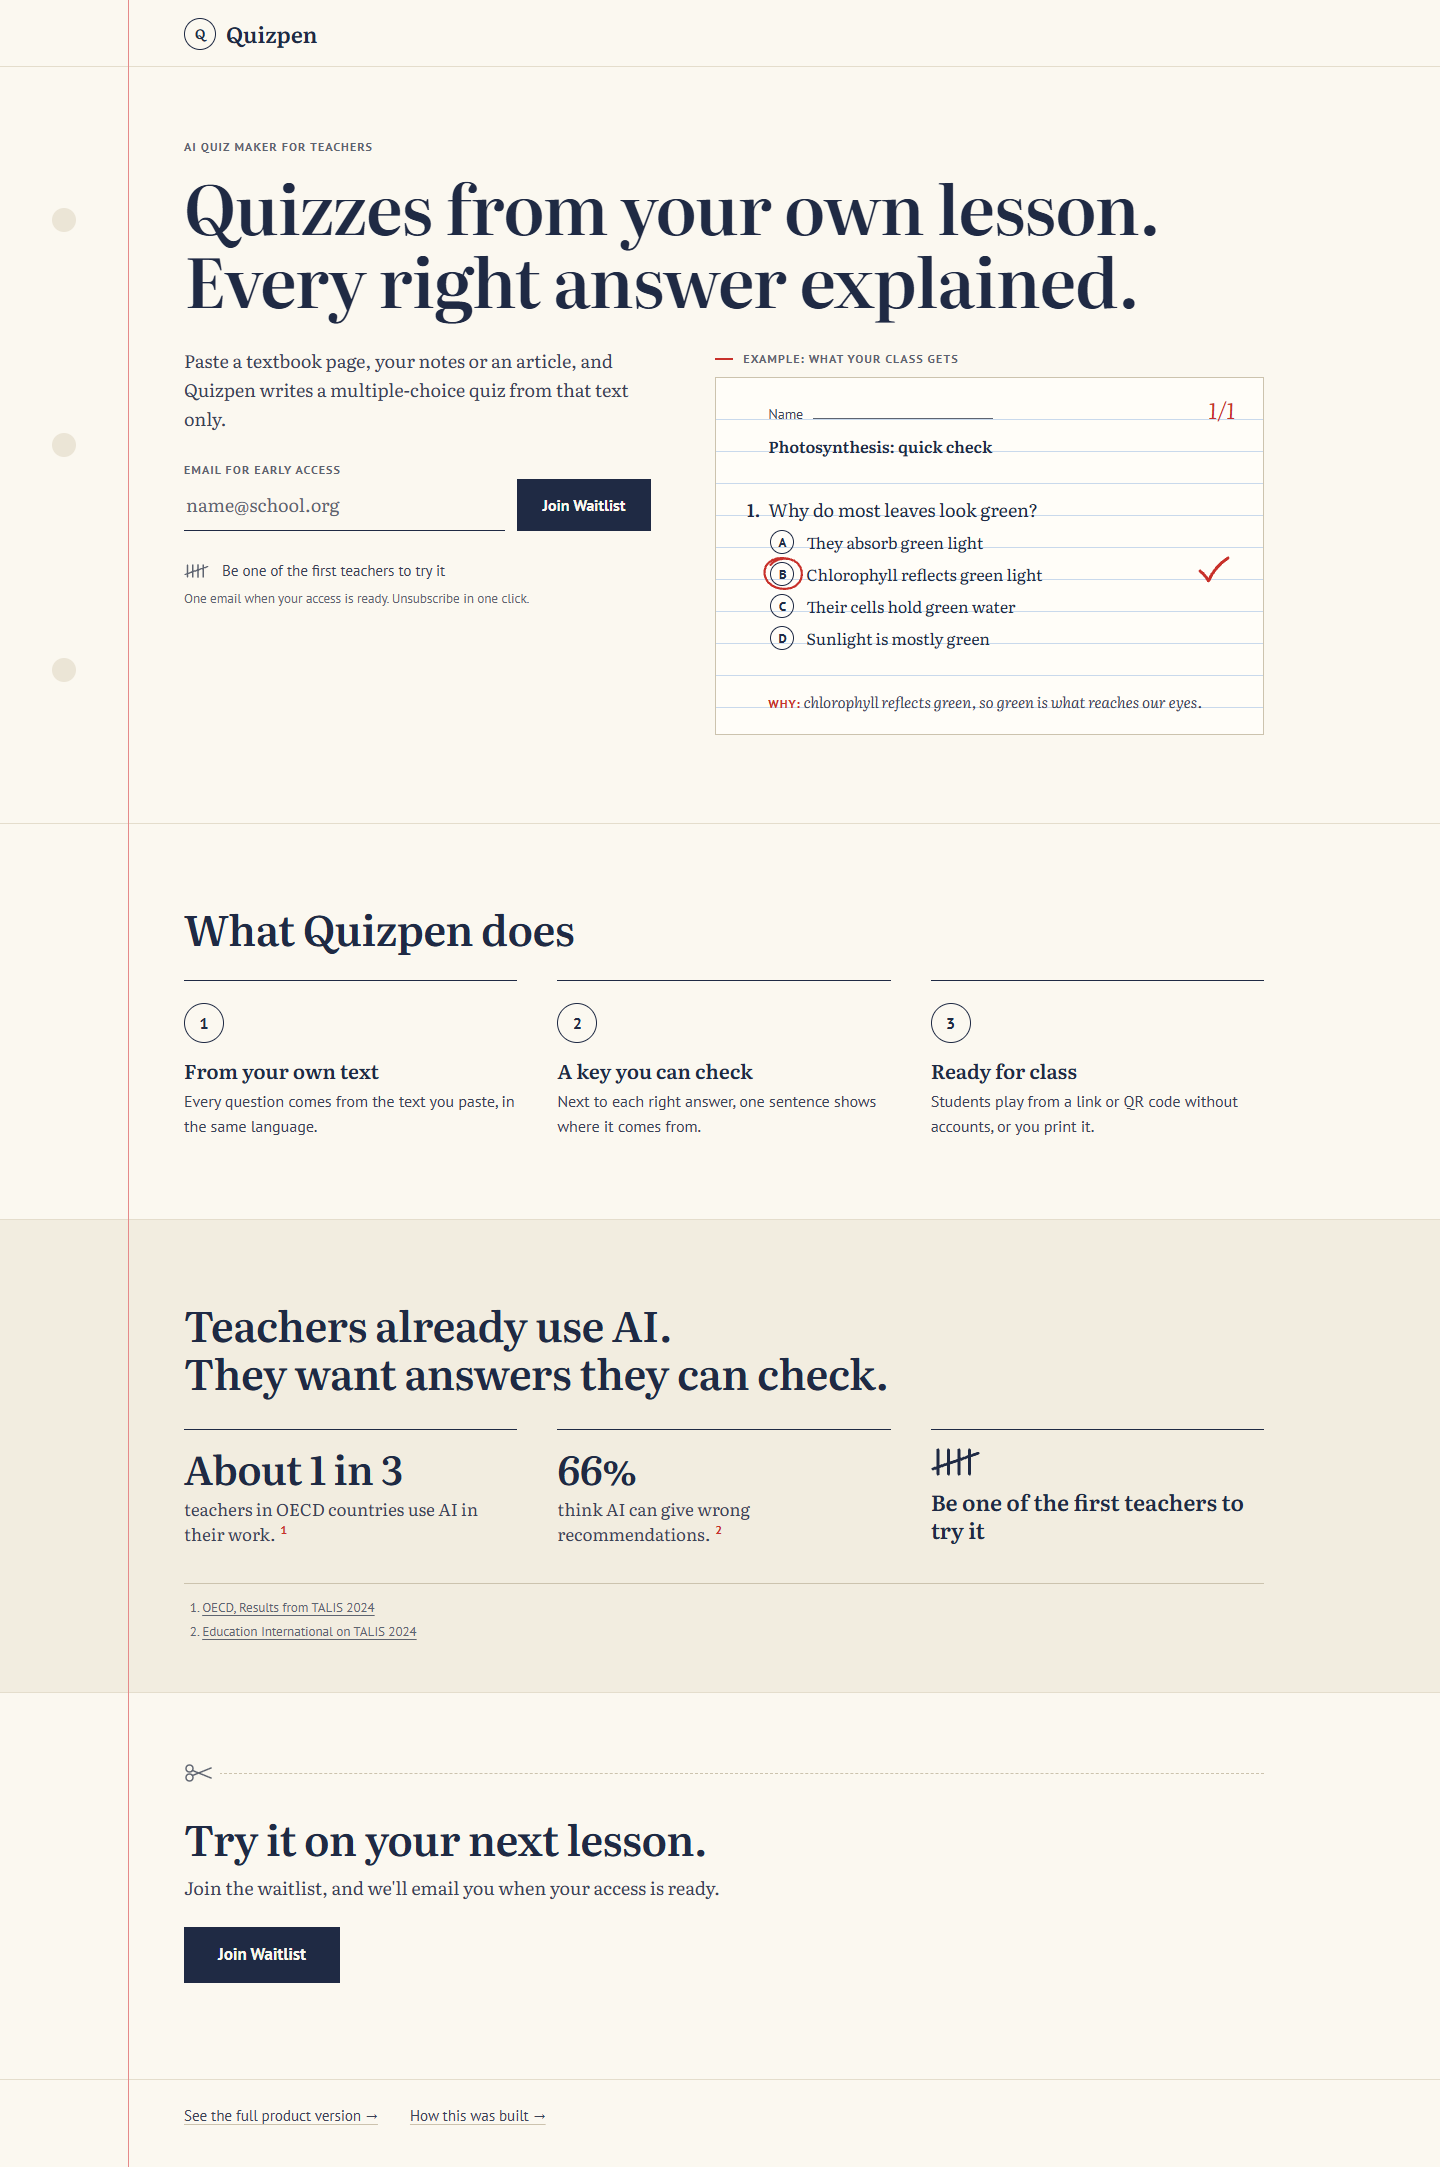 Q Quizpen
AI QUIZ MAKER FOR TEACHERS
Quizzes from your own lesson.
Every right answer explained.
Paste a textbook page, your notes or an article, and
Quizpen writes a multiple-choice quiz from that text
only.
EMAIL FOR EARLY ACCESS
name@school.org
Join Waitlist
Be one of the first teachers to try it
One email when your access is ready. Unsubscribe in one click.
EXAMPLE: WHAT YOUR CLASS GETS
Name
1/1
Photosynthesis: quick check
1. Why do most leaves look green?
A They absorb green light
B Chlorophyll reflects green light
C Their cells hold green water
D Sunlight is mostly green
WHY: chlorophyll reflects green, so green is what reaches our eyes.
What Quizpen does
1
From your own text
Every question comes from the text you paste, in
the same language.
2
A key you can check
Next to each right answer, one sentence shows
where it comes from.
3
Ready for class
Students play from a link or QR code without
accounts, or you print it.
Teachers already use AI.
They want answers they can check.
About 1 in 3
teachers in OECD countries use AI in
their work. 1
66%
think AI can give wrong
recommendations. 2
Be one of the first teachers to
try it
1. OECD, Results from TALIS 2024
2. Education International on TALIS 2024
Try it on your next lesson.
Join the waitlist, and we'll email you when your access is ready.
Join Waitlist
See the full product version →
How this was built →